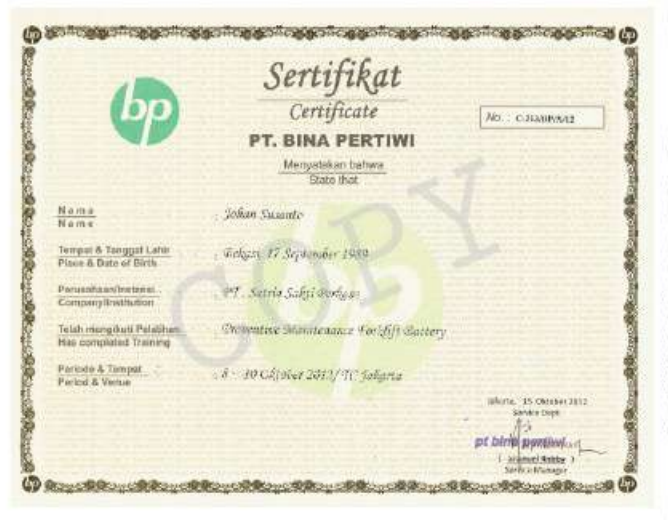 bp
Sertifikat
Certificate
PT. BINA PERTIWI
Menyatakan bahwa
State that
No. :
COPY
Nama
Name
: Johan Susanto
Tempat & Tanggal Lahir
Place & Date of Birth
: Bekasi, 17 September 1989
Perusahaan/Instansi
Company/Institution
: PT. Satria Sakti Perkasa
Telah mengikuti Pelatihan
Has completed Training
: Preventive Maintenance Forklift Battery
Periode & Tempat
Period & Venue
: 8 - 10 Oktober 2012/ TC Jakarta
Jakarta, 15 Oktober 2012
Service Dept
pt bina pertiwi
Service Manager